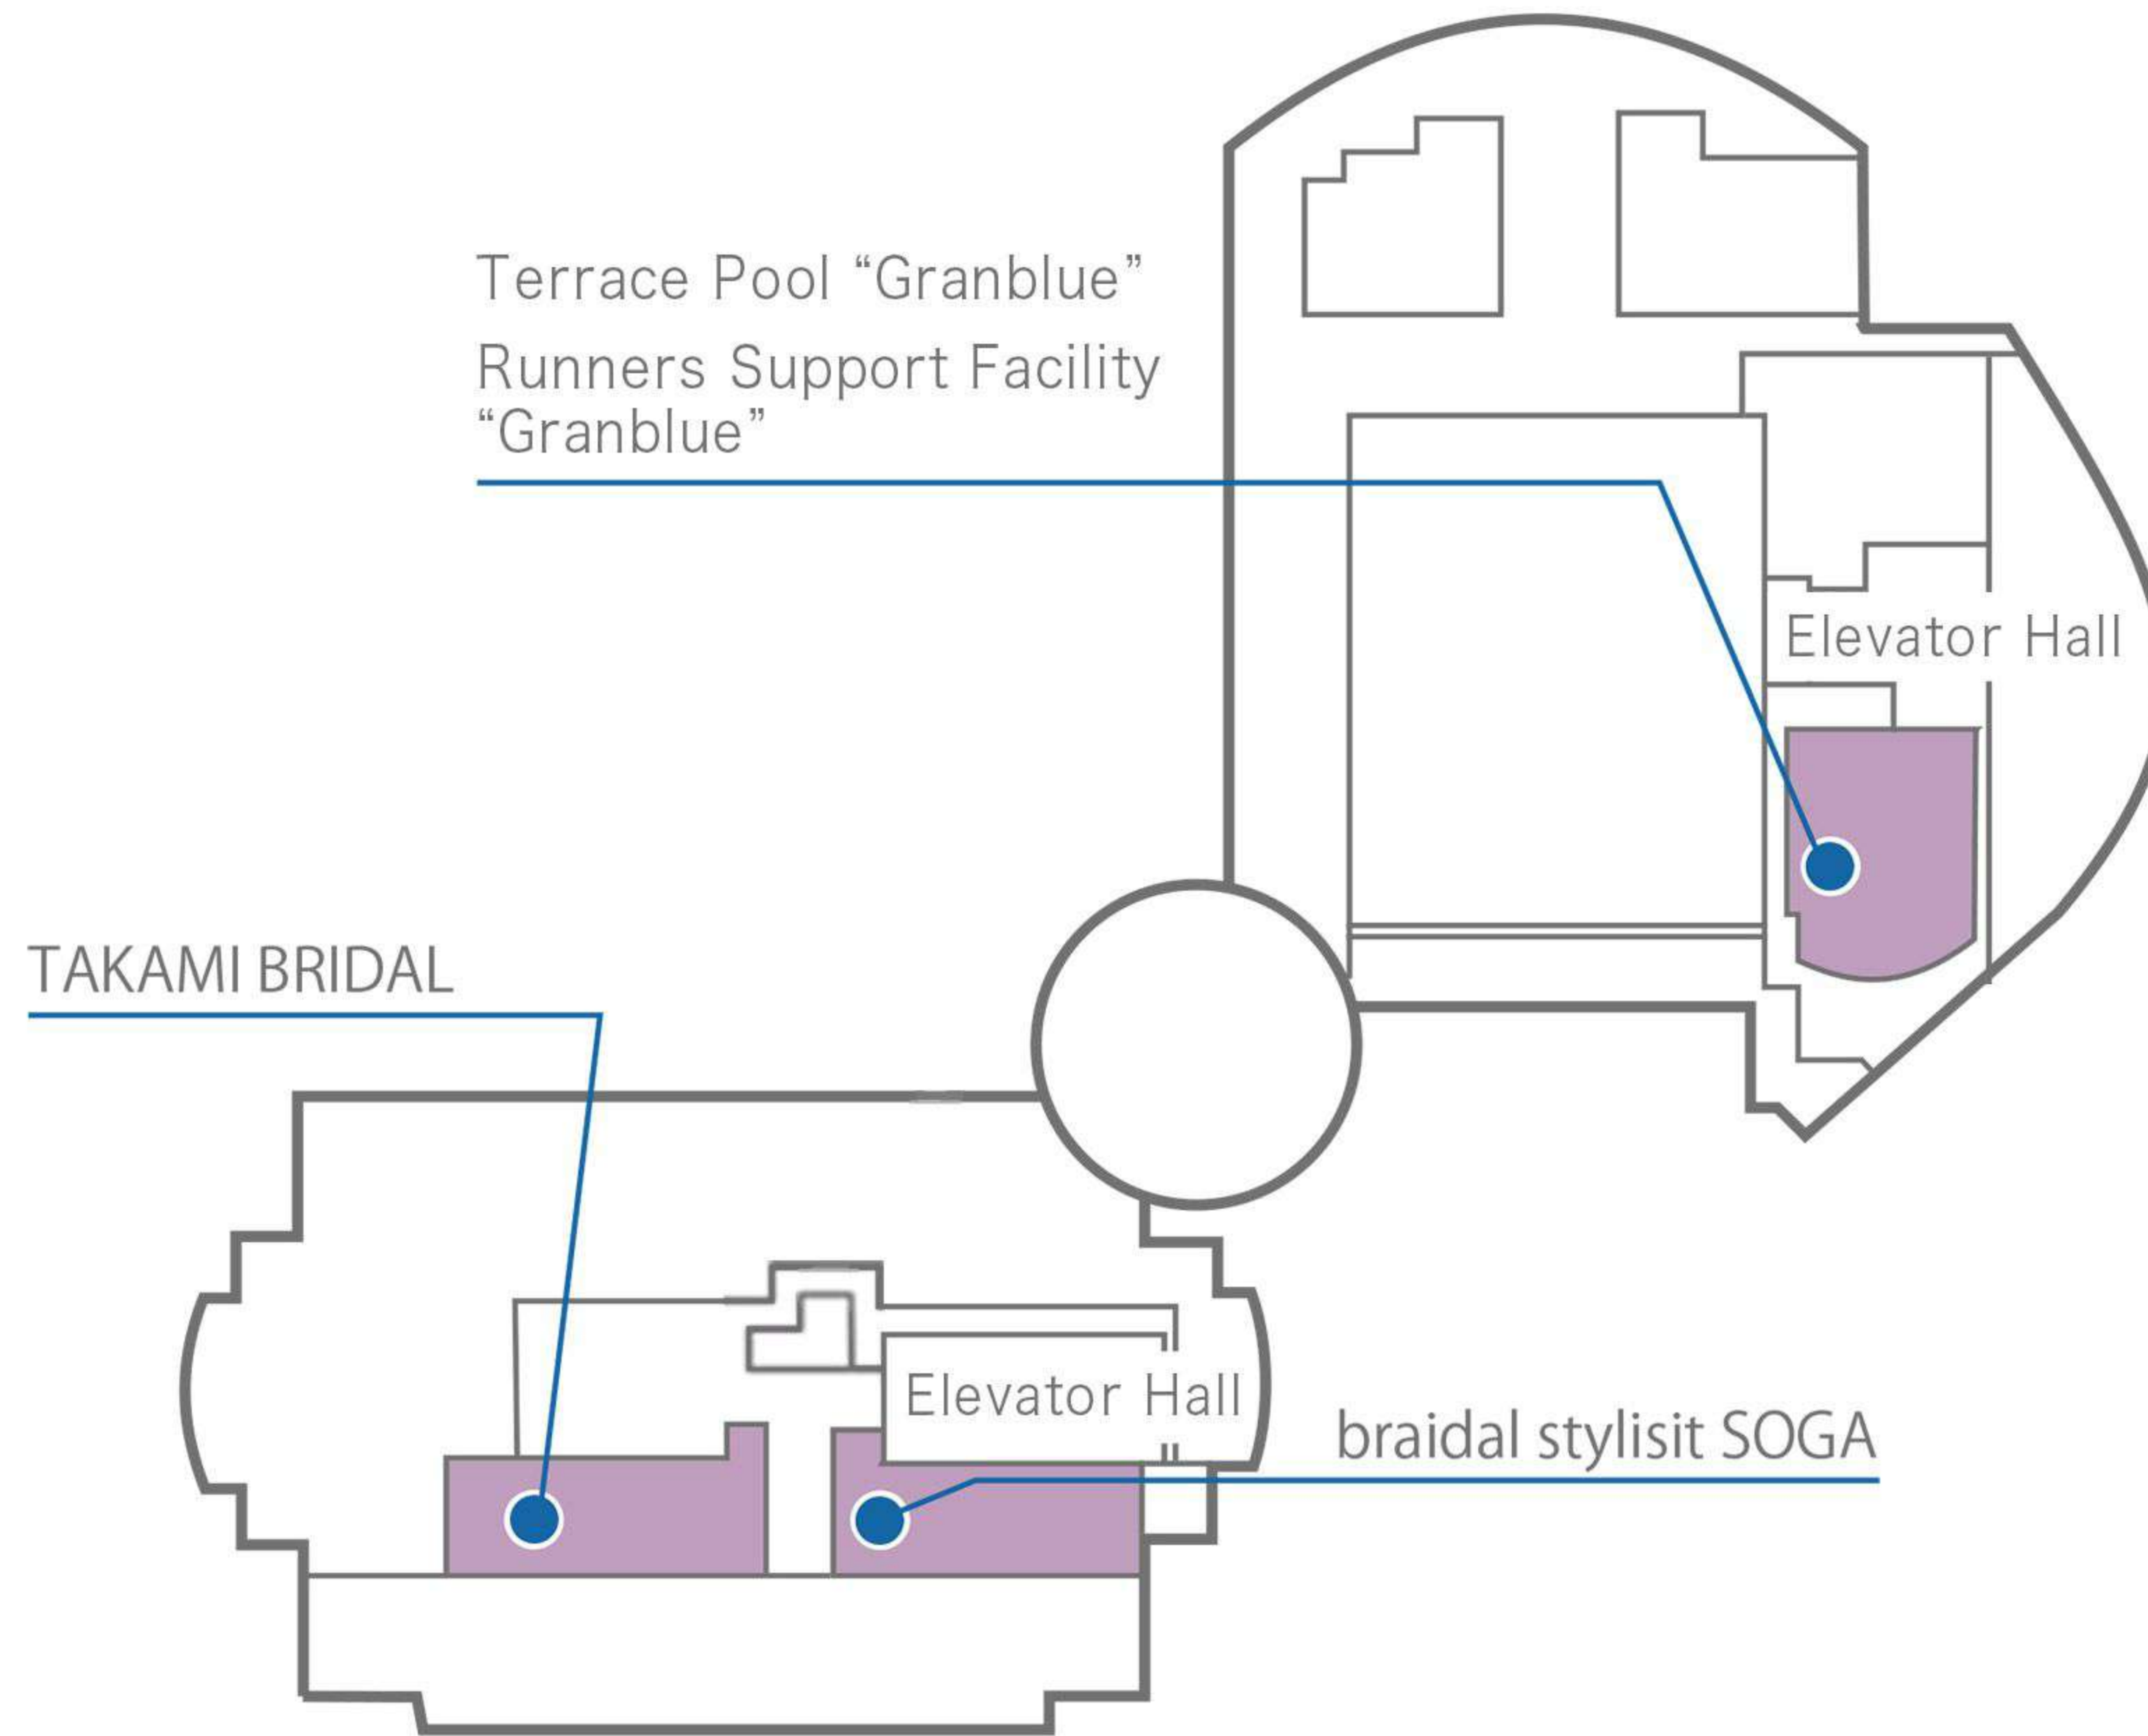 Terrace Pool “Granblue”
Runners Support Facility
“Granblue”
Elevator Hall
TAKAMI BRIDAL
Elevator Hall
braidal stylisit SOGA